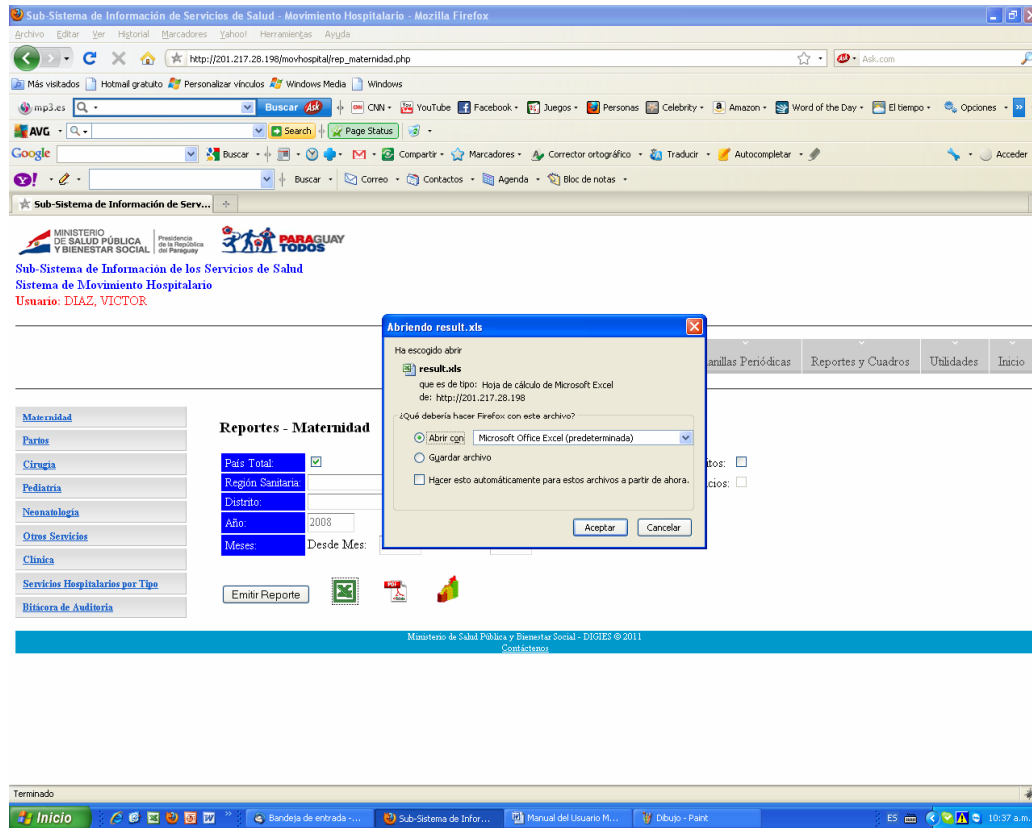 Sub-Sistema de Información de Servicios de Salud - Movimiento Hospitalario - Mozilla Firefox
Archivo Editar Ver Historial Marcadores Yahoo! Herramientas Ayuda
http://201.217.28.198/movhospital/rep_maternidad.php
Ask.com
Más visitados Hotmail gratuito Personalizar vínculos Windows Media Windows
mp3.es Buscar Ask CNN YouTube Facebook Juegos Personas Celebrity Amazon Word of the Day El tiempo Opciones
AVG Search Page Status
Google Buscar Compartir Marcadores Corrector ortográfico Traducir Autocompletar Acceder
Y! Buscar Correo Contactos Agenda Bloc de notas
Sub-Sistema de Información de Serv...
MINISTERIO DE SALUD PÚBLICA Y BIENESTAR SOCIAL
Presidencia de la República del Paraguay
PARAGUAY TODOS
Sub-Sistema de Información de los Servicios de Salud
Sistema de Movimiento Hospitalario
Usuario: DIAZ, VICTOR
anillas Periódicas Reportes y Cuadros Utilidades Inicio
Maternidad
Partos
Cirugía
Pediatría
Neonatología
Otros Servicios
Clínica
Servicios Hospitalarios por Tipo
Bitácora de Auditoria
Reportes - Maternidad
País Total:
itos:
Región Sanitaria:
cios:
Distrito:
Año: 2008
Meses: Desde Mes:
Emitir Reporte
PDF
Abriendo result.xls
Ha escogido abrir
result.xls
que es de tipo: Hoja de cálculo de Microsoft Excel
de: http://201.217.28.198
¿Qué debería hacer Firefox con este archivo?
Abrir con Microsoft Office Excel (predeterminada)
Guardar archivo
Hacer esto automáticamente para estos archivos a partir de ahora.
Aceptar Cancelar
Ministerio de Salud Pública y Bienestar Social - DIGIES © 2011
Contáctenos
Terminado
Inicio Bandeja de entrada -... Sub-Sistema de Infor... Manual del Usuario M... Dibujo - Paint ES 10:37 a.m.